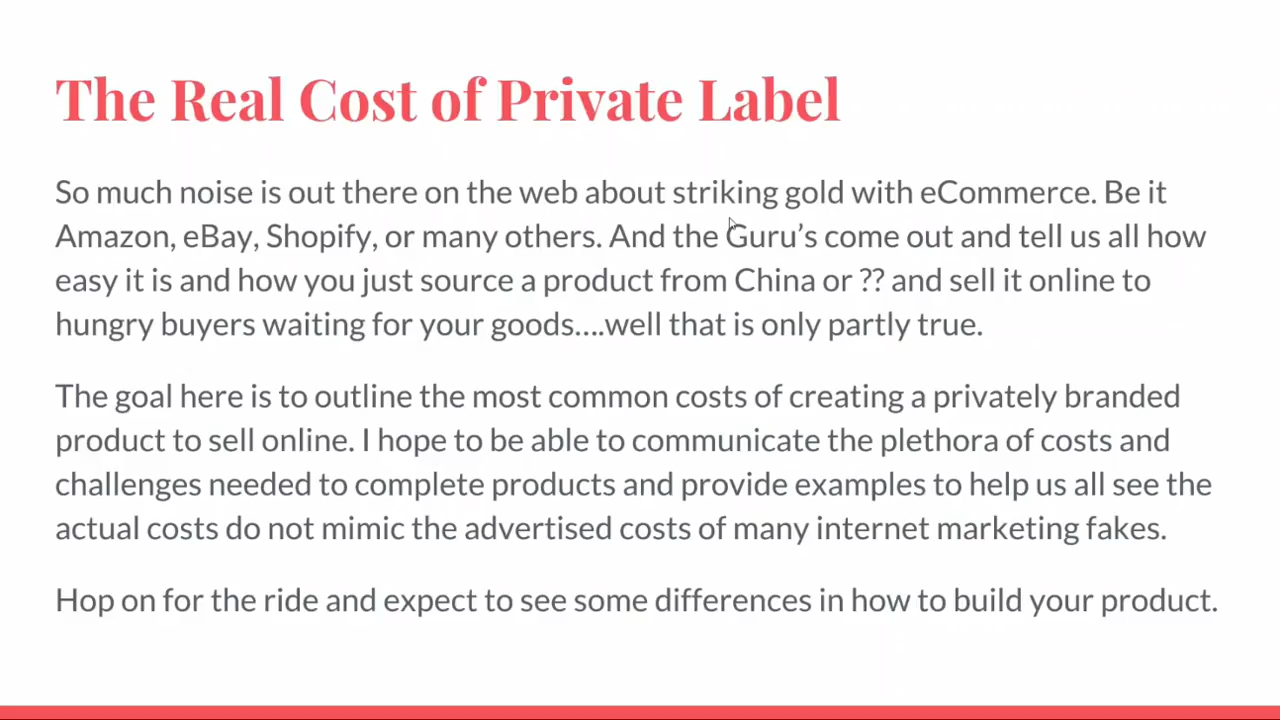 The Real Cost of Private Label
So much noise is out there on the web about striking gold with eCommerce. Be it
Amazon, eBay, Shopify, or many others. And the Guru’s come out and tell us all how
easy it is and how you just source a product from China or ?? and sell it online to
hungry buyers waiting for your goods....well that is only partly true.
The goal here is to outline the most common costs of creating a privately branded
product to sell online. I hope to be able to communicate the plethora of costs and
challenges needed to complete products and provide examples to help us all see the
actual costs do not mimic the advertised costs of many internet marketing fakes.
Hop on for the ride and expect to see some differences in how to build your product.